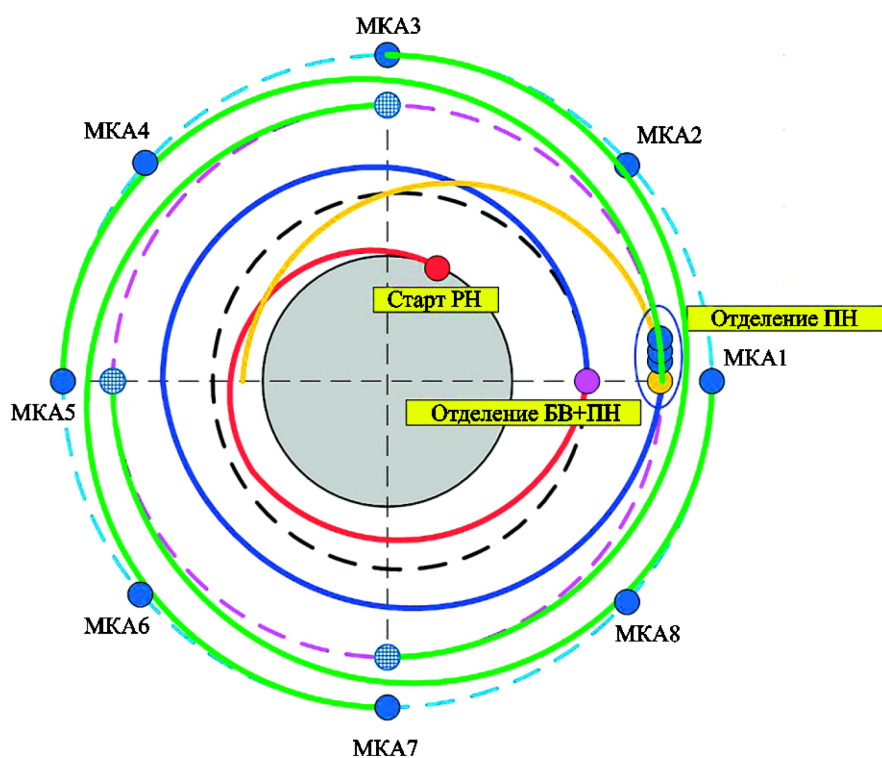 МКА3
МКА4
МКА2
Старт РН
Отделение ПН
МКА1
МКА5
Отделение БВ+ПН
МКА6
МКА8
МКА7